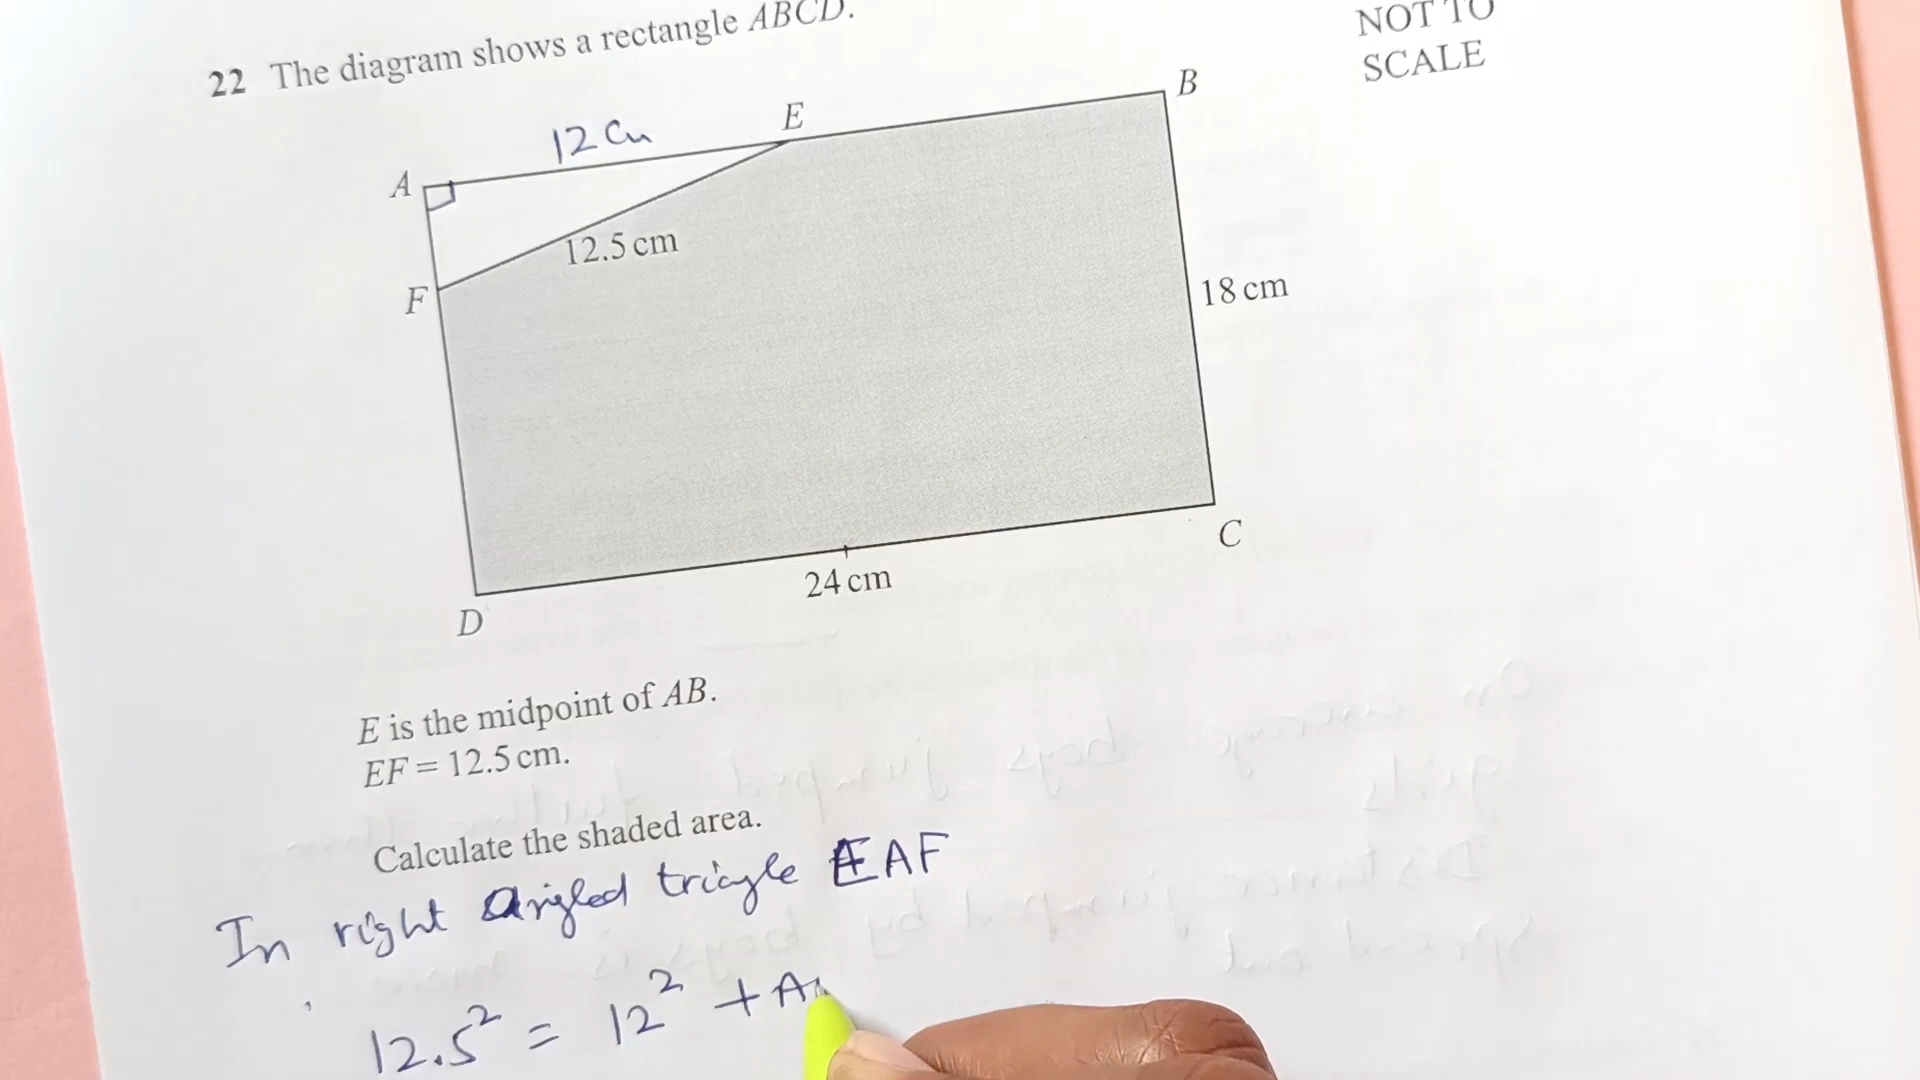 22 The diagram shows a rectangle ABCD.
NOT TO
SCALE
12 cm
E
B
A
12.5 cm
F
18 cm
C
24 cm
D
E is the midpoint of AB.
EF = 12.5 cm.
Calculate the shaded area.
In right angled triagle EAF
12.5² = 12² + A